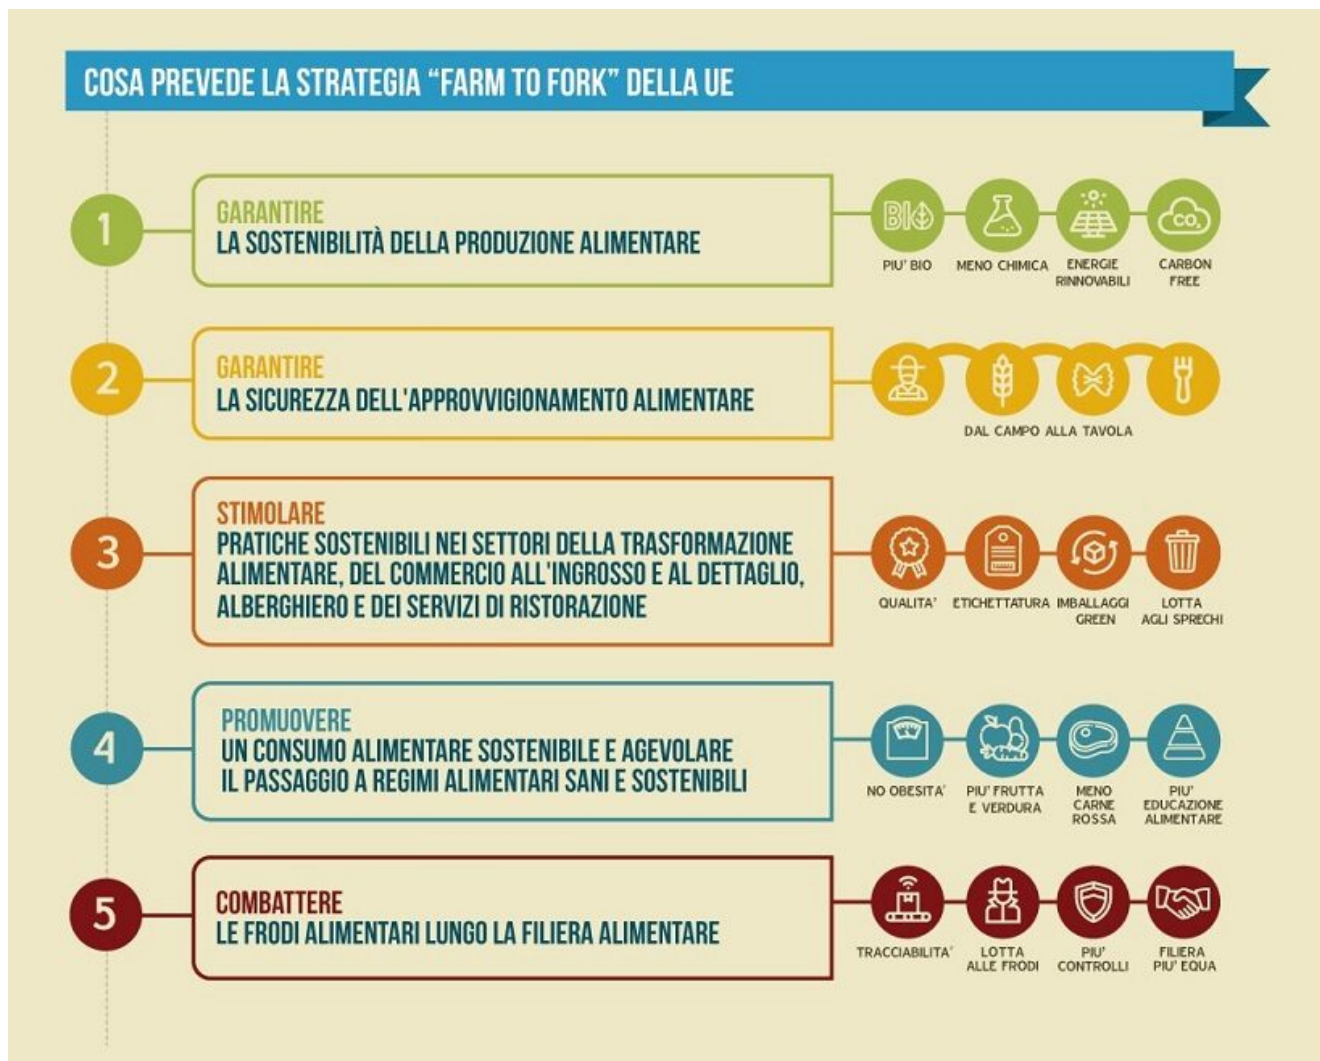 COSA PREVEDE LA STRATEGIA “FARM TO FORK” DELLA UE
1
GARANTIRE
LA SOSTENIBILITÀ DELLA PRODUZIONE ALIMENTARE
BIO
CO₂
PIU' BIO
MENO CHIMICA
ENERGIE
RINNOVABILI
CARBON
FREE
2
GARANTIRE
LA SICUREZZA DELL'APPROVVIGIONAMENTO ALIMENTARE
DAL CAMPO ALLA TAVOLA
3
STIMOLARE
PRATICHE SOSTENIBILI NEI SETTORI DELLA TRASFORMAZIONE
ALIMENTARE, DEL COMMERCIO ALL'INGROSSO E AL DETTAGLIO,
ALBERGHIERO E DEI SERVIZI DI RISTORAZIONE
QUALITA'
ETICHETTATURA
IMBALLAGGI
GREEN
LOTTA
AGLI SPRECHI
4
PROMUOVERE
UN CONSUMO ALIMENTARE SOSTENIBILE E AGEVOLARE
IL PASSAGGIO A REGIMI ALIMENTARI SANI E SOSTENIBILI
NO OBESITA'
PIU' FRUTTA
E VERDURA
MENO
CARNE
ROSSA
PIU'
EDUCAZIONE
ALIMENTARE
5
COMBATTERE
LE FRODI ALIMENTARI LUNGO LA FILIERA ALIMENTARE
TRACCIABILITA'
LOTTA
ALLE FRODI
PIU'
CONTROLLI
FILIERA
PIU' EQUA